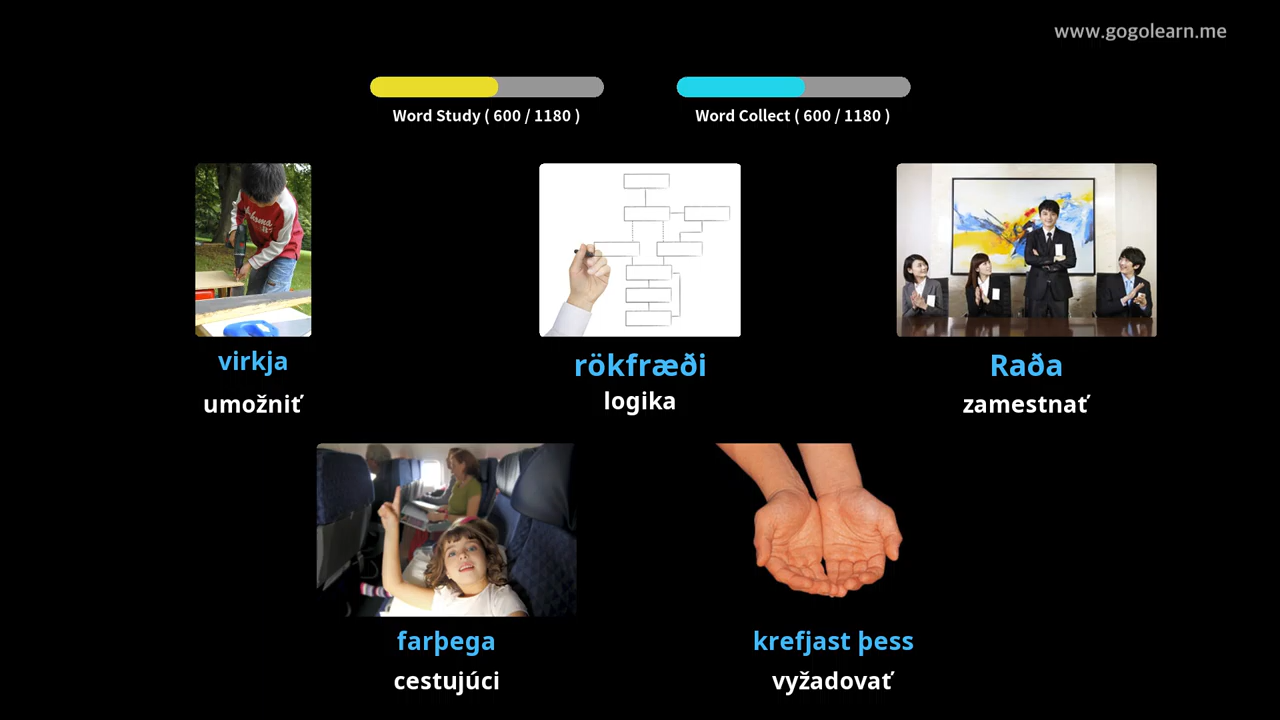 www.gogolearn.me
Word Study ( 600 / 1180 )
Word Collect ( 600 / 1180 )
virkja
umožniť
rökfræði
logika
Raða
zamestnať
farþega
cestujúci
krefjast þess
vyžadovať